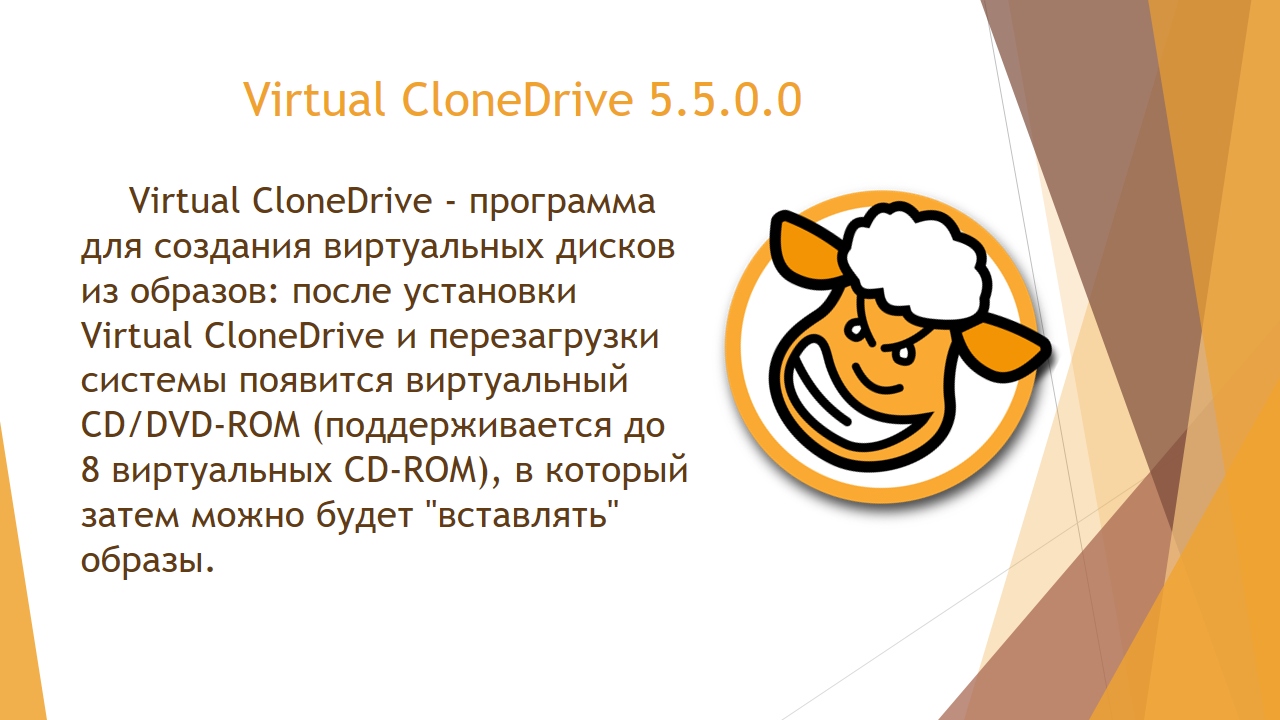 Virtual CloneDrive 5.5.0.0
Virtual CloneDrive - программа
для создания виртуальных дисков
из образов: после установки
Virtual CloneDrive и перезагрузки
системы появится виртуальный
CD/DVD-ROM (поддерживается до
8 виртуальных CD-ROM), в который
затем можно будет "вставлять"
образы.